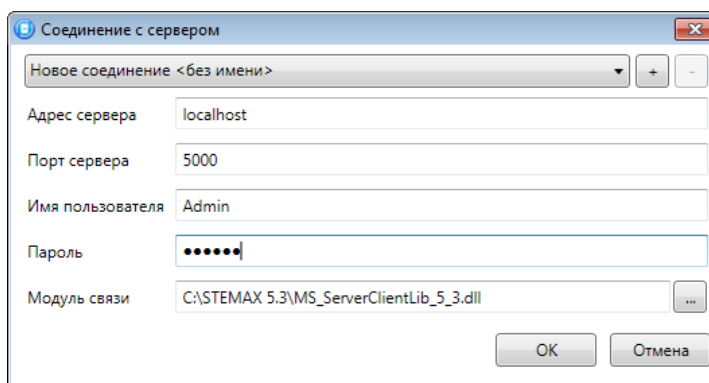 Соединение с сервером
Новое соединение <без имени>
+
-
Адрес сервера
localhost
Порт сервера
5000
Имя пользователя
Admin
Пароль
••••••
Модуль связи
C:\STEMAX 5.3\MS_ServerClientLib_5_3.dll
...
OK
Отмена